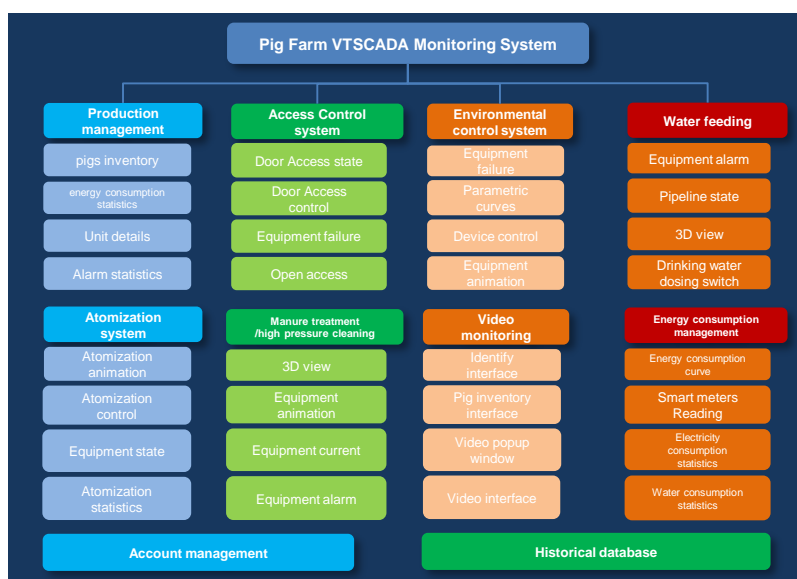 Pig Farm VTSCADA Monitoring System
Production
management
Access Control
system
Environmental
control system
Water feeding
pigs inventory
Door Access state
Equipment
failure
Equipment alarm
energy consumption
statistics
Door Access
control
Parametric
curves
Pipeline state
Unit details
Equipment failure
Device control
3D view
Alarm statistics
Open access
Equipment
animation
Drinking water
dosing switch
Atomization
system
Manure treatment
/high pressure cleaning
Video
monitoring
Energy consumption
management
Atomization
animation
3D view
Identify
interface
Energy consumption
curve
Atomization
control
Equipment
animation
Pig inventory
interface
Smart meters
Reading
Equipment state
Equipment current
Video popup
window
Electricity
consumption
statistics
Atomization
statistics
Equipment alarm
Video interface
Water consumption
statistics
Account management
Historical database